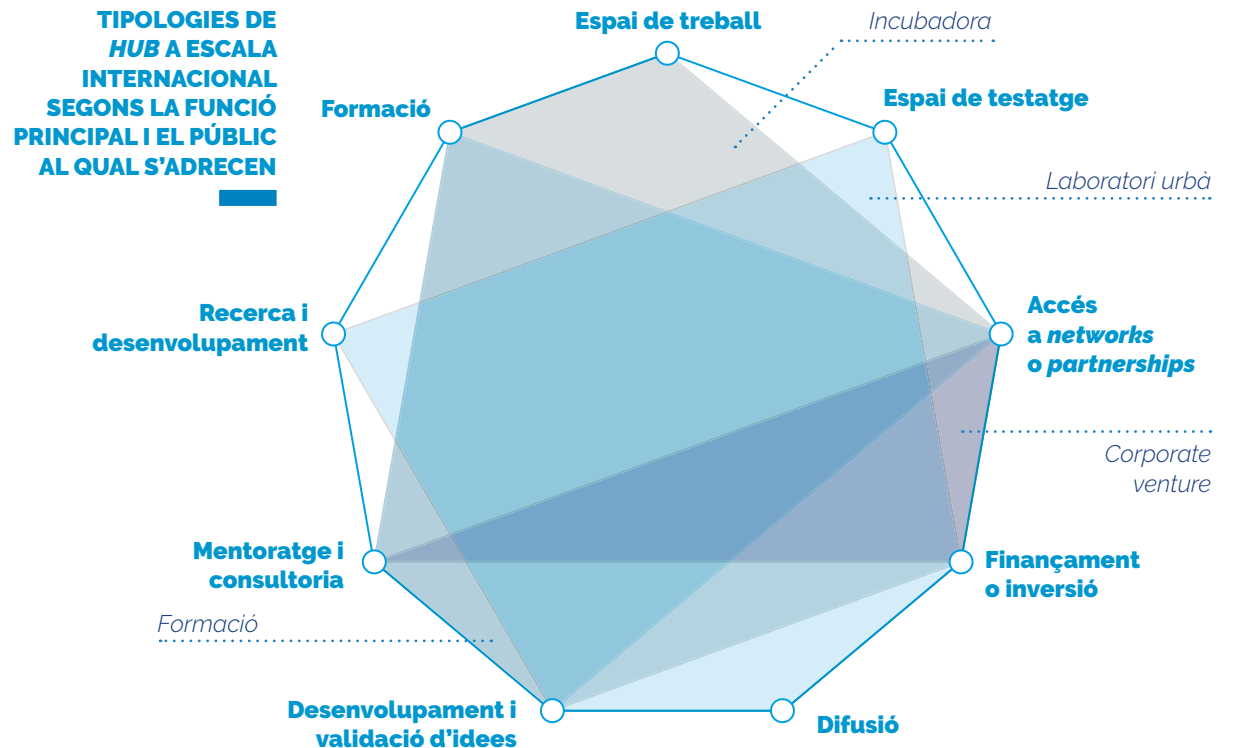 TIPOLOGIES DE
HUB A ESCALA
INTERNACIONAL
SEGONS LA FUNCIÓ
PRINCIPAL I EL PÚBLIC
AL QUAL S’ADRECEN
Espai de treball
Incubadora
Formació
Espai de testatge
Laboratori urbà
Recerca i
desenvolupament
Accés
a networks
o partnerships
Corporate
venture
Mentoratge i
consultoria
Finançament
o inversió
Formació
Desenvolupament i
validació d’idees
Difusió